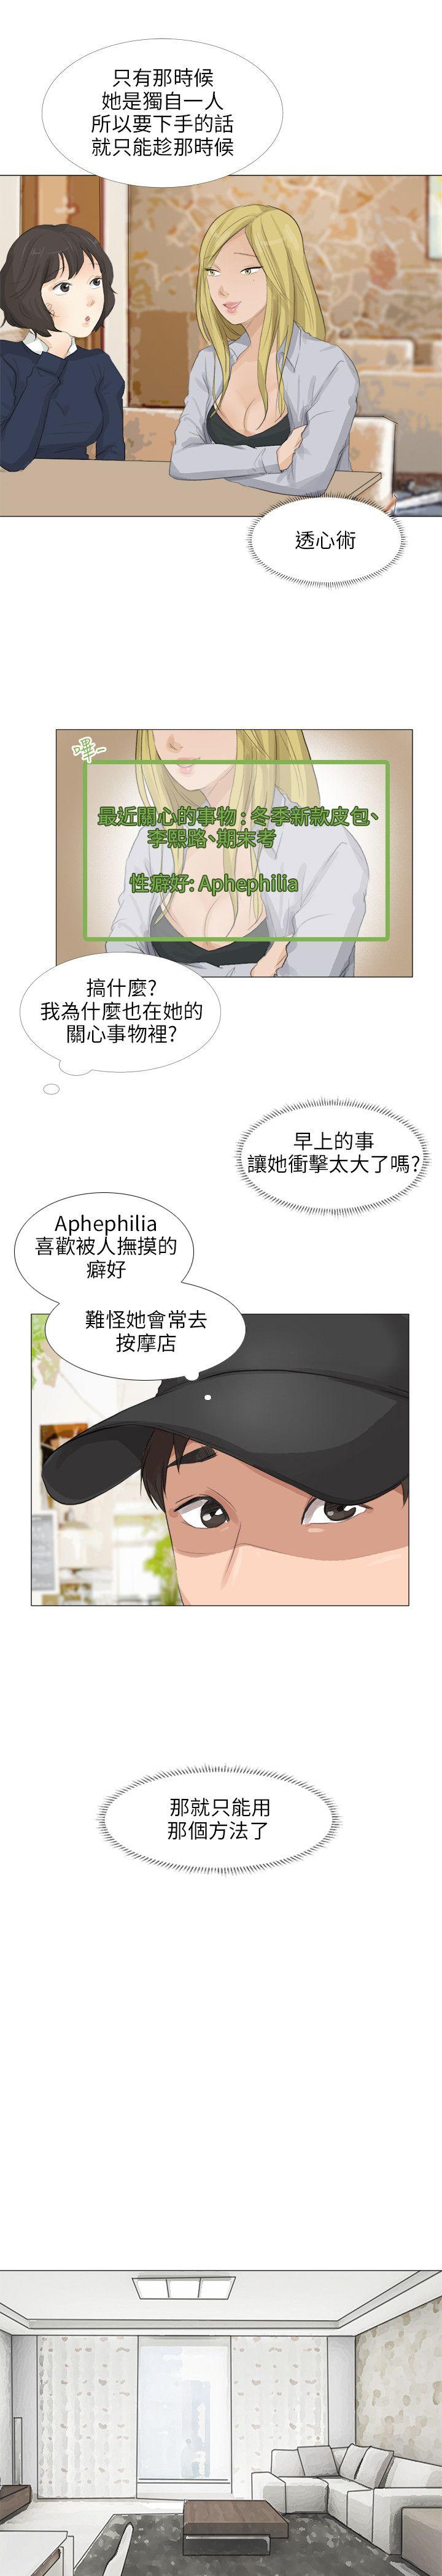 只有那時候
她是獨自一人
所以要下手的話
就只能趁那時候
透心術
嗶-
最近關心的事物 : 冬季新款皮包、
李熙路、期末考
性癖好: Aphephilia
搞什麼?
我為什麼也在她的
關心事物裡?
早上的事
讓她衝擊太大了嗎?
Aphephilia
喜歡被人撫摸的
癖好
難怪她會常去
按摩店
那就只能用
那個方法了